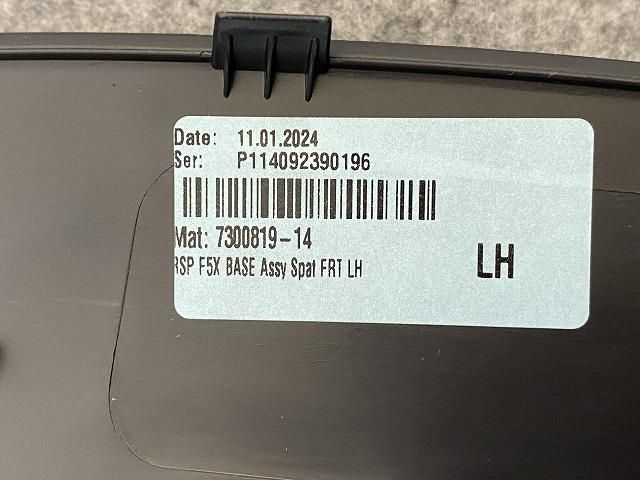 Date: 11.01.2024
Ser: P114092390196
Mat: 7300819-14
RSP F5X BASE Assy Spat FRT LH
LH